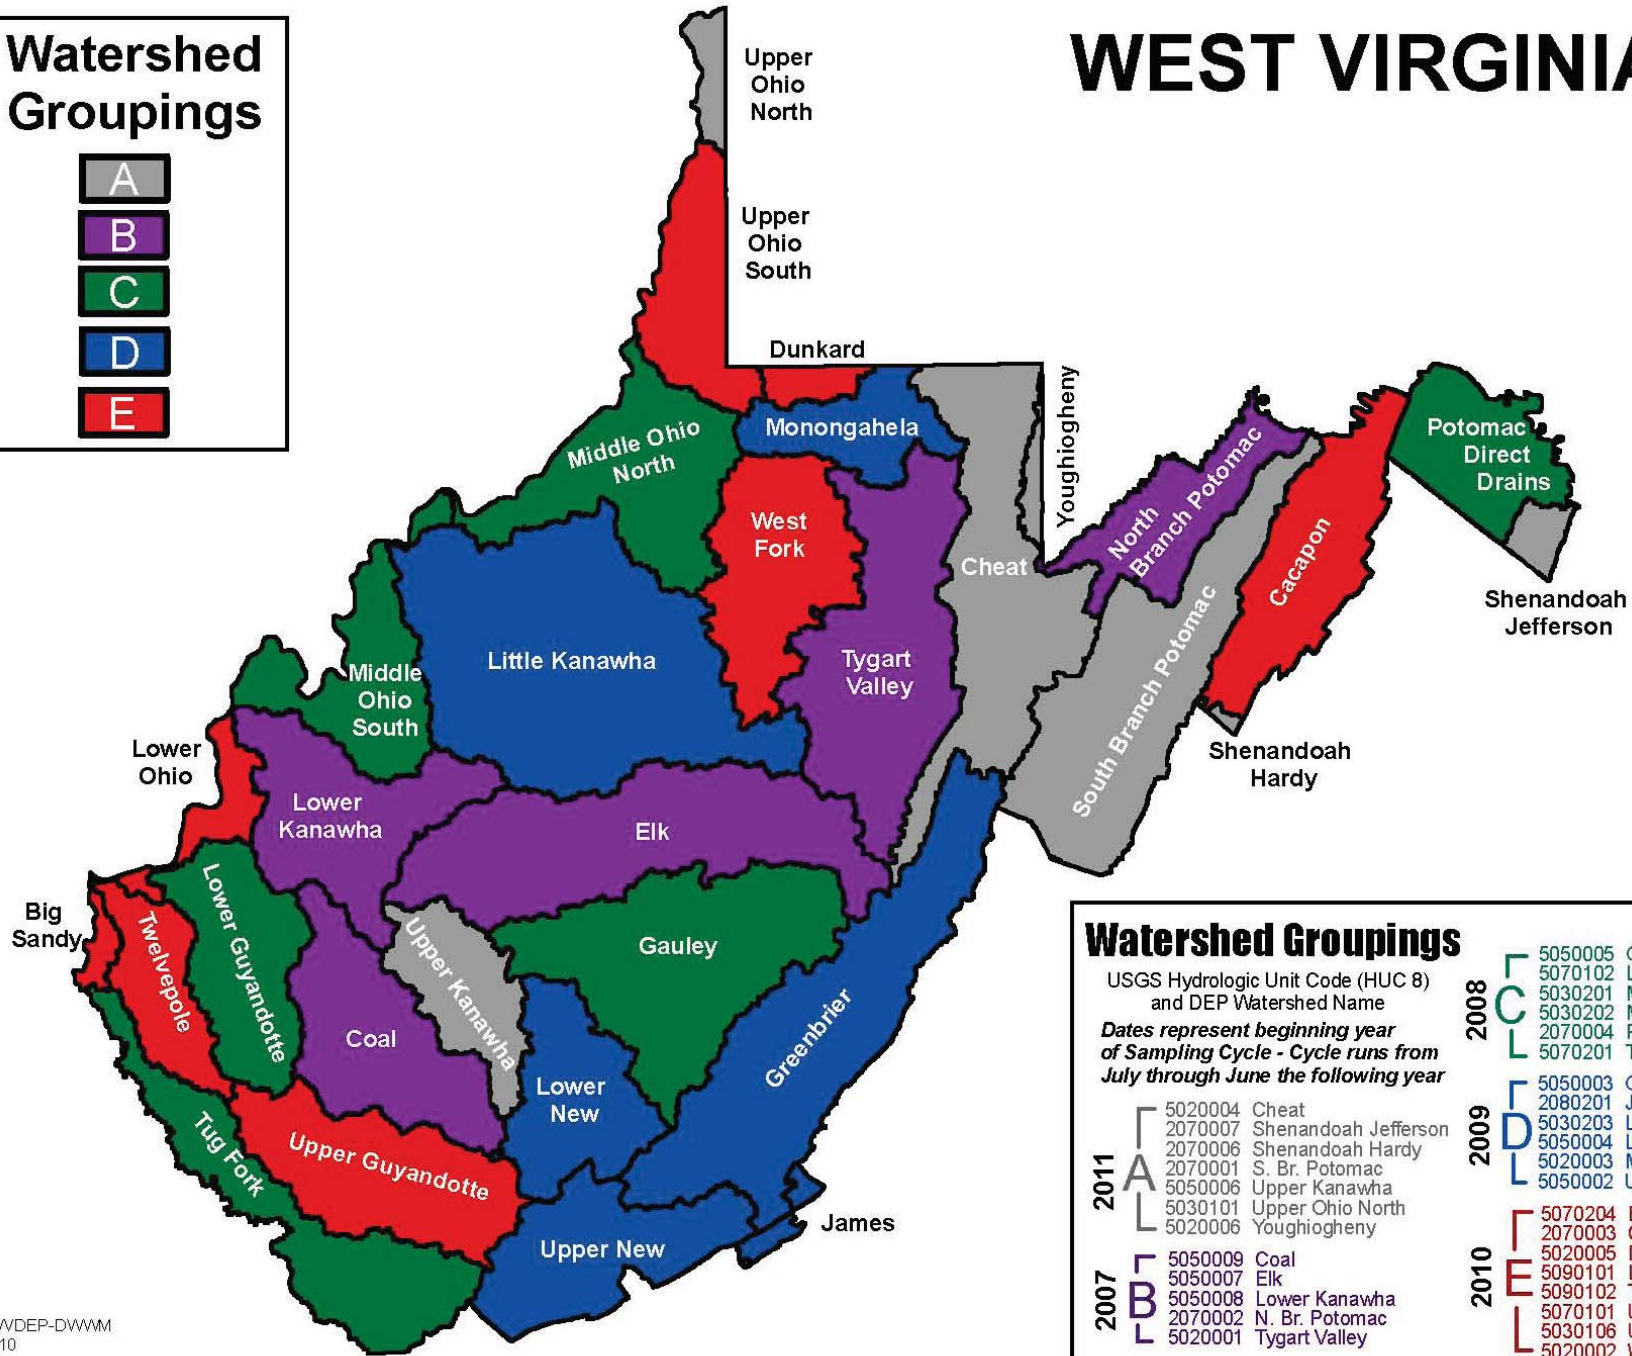 Watershed
Groupings
A
B
C
D
E
WEST VIRGINIA
Upper
Ohio
North
Upper
Ohio
South
Dunkard
Youghiogheny
Monongahela
Middle Ohio
North
West
Fork
Cheat
North
Branch Potomac
Potomac
Direct
Drains
Cacapon
Shenandoah
Jefferson
Little Kanawha
Tygart
Valley
South Branch Potomac
Middle
Ohio
South
Shenandoah
Hardy
Lower
Ohio
Lower
Kanawha
Elk
Big
Sandy
Twelvepole
Lower Guyandotte
Upper Kanawha
Gauley
Coal
Greenbrier
Lower
New
Tug Fork
Upper Guyandotte
James
Upper New
Watershed Groupings
USGS Hydrologic Unit Code (HUC 8)
and DEP Watershed Name
Dates represent beginning year
of Sampling Cycle - Cycle runs from
July through June the following year
2011
A
5020004 Cheat
2070007 Shenandoah Jefferson
2070006 Shenandoah Hardy
2070001 S. Br. Potomac
5050006 Upper Kanawha
5030101 Upper Ohio North
5020006 Youghiogheny
2007
B
5050009 Coal
5050007 Elk
5050008 Lower Kanawha
2070002 N. Br. Potomac
5020001 Tygart Valley
2008
C
5050005
5070102
5030201
5030202
2070004
5070201
2009
D
5050003
2080201
5030203
5050004
5020003
5050002
2010
E
5070204
2070003
5020005
5090101
5090102
5070101
5030106
5020002
VDEP-DWWM
10